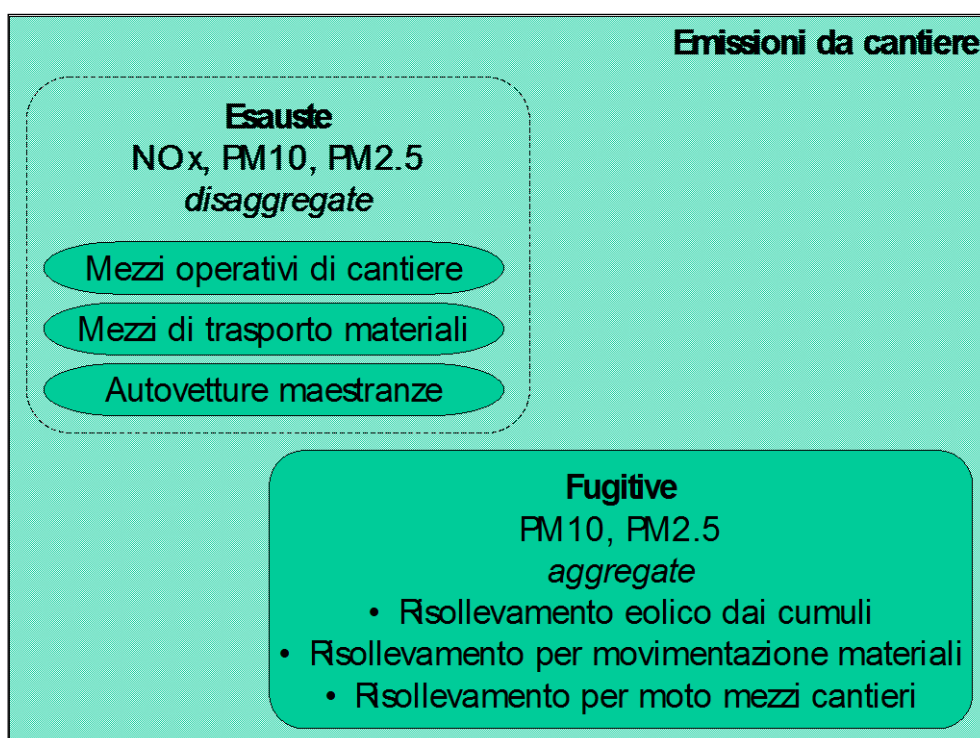 Emissioni da cantiere
Esauste
NOx, PM10, PM2.5
disaggregate
Mezzi operativi di cantiere
Mezzi di trasporto materiali
Autovetture maestranze
Fugitive
PM10, PM2.5
aggregate
• Risollevamento eolico dai cumuli
• Risollevamento per movimentazione materiali
• Risollevamento per moto mezzi cantieri